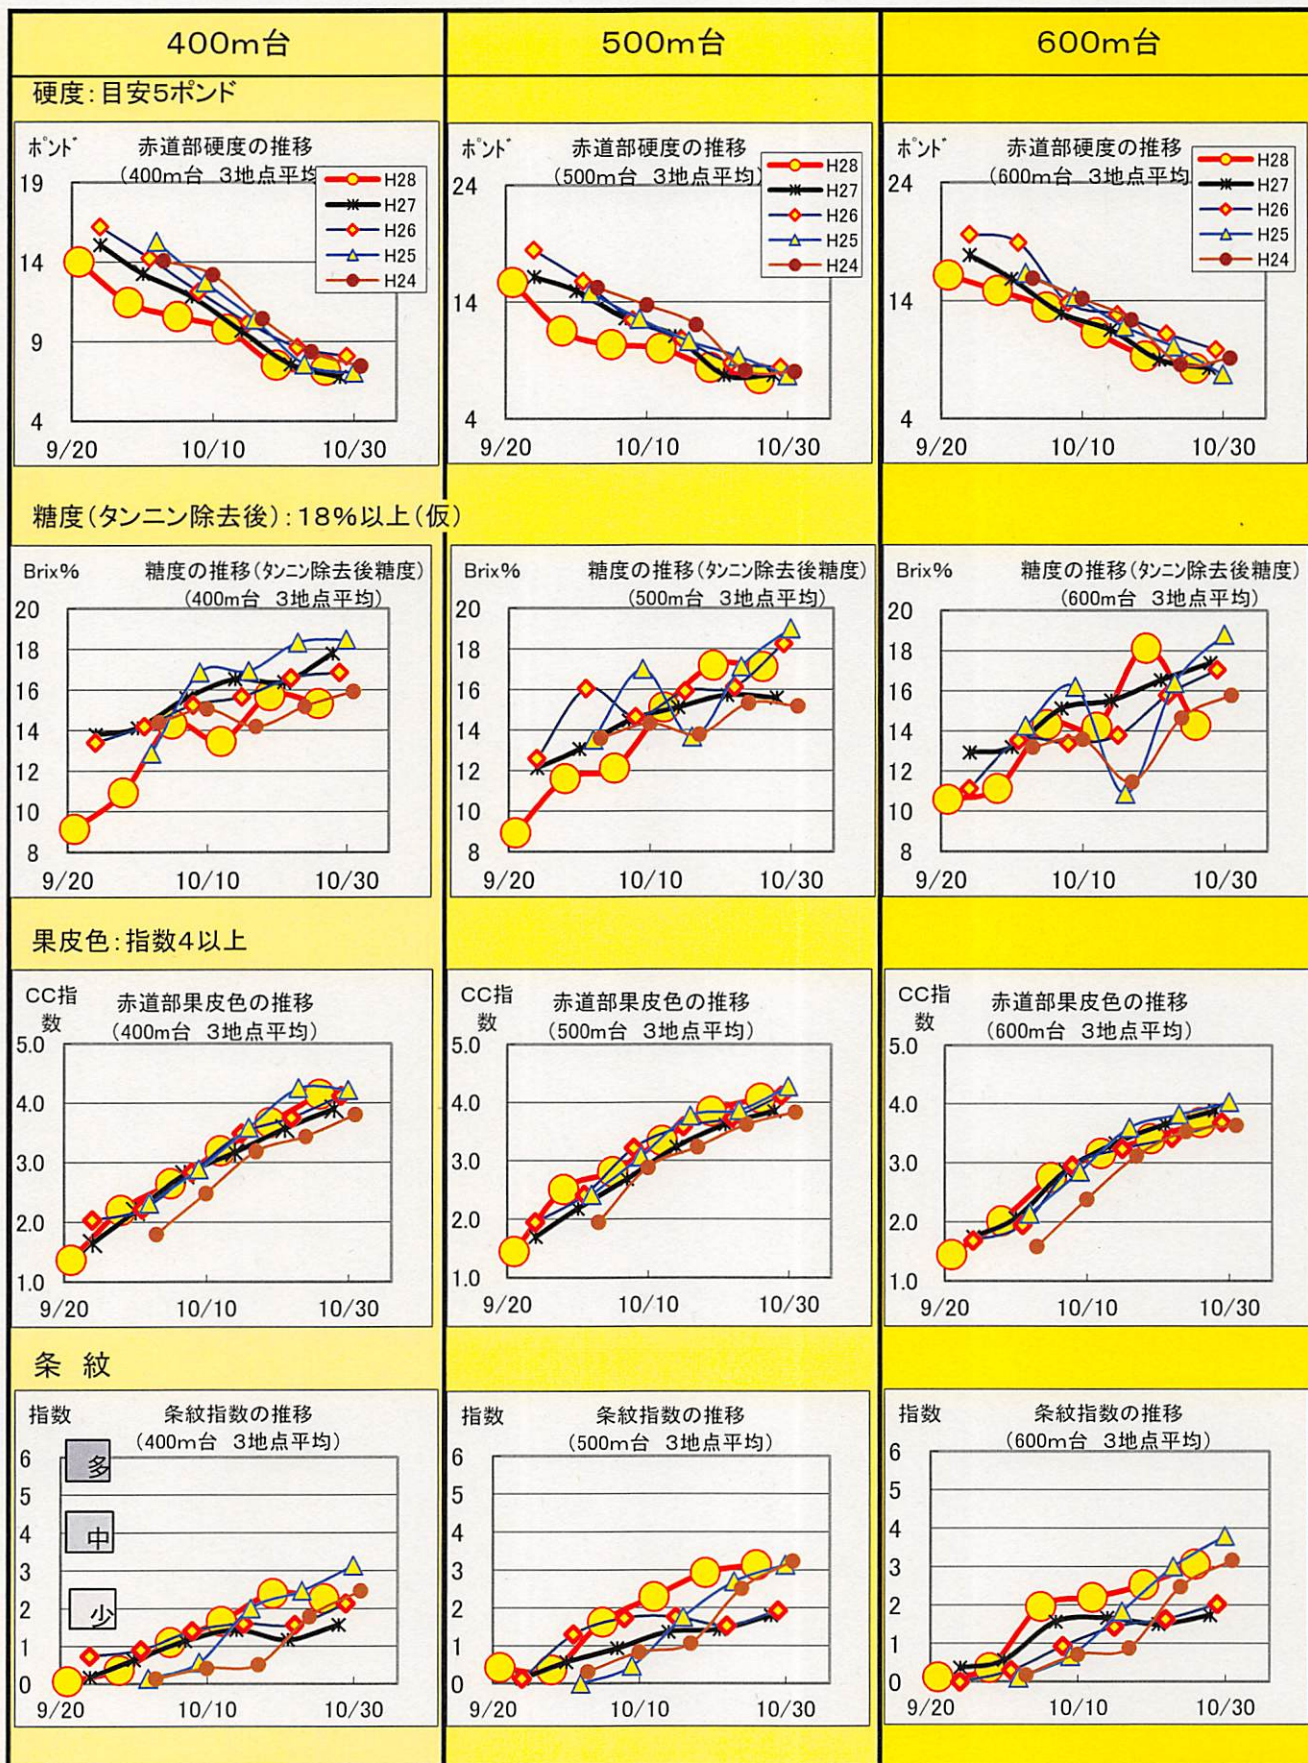 400m台
500m台
600m台
硬度:目安5ポンド
ポンド
赤道部硬度の推移
(400m台 3地点平均
19
14
9
4
9/20
10/10
10/30
H28
H27
H26
H25
H24
ポンド
赤道部硬度の推移
(500m台 3地点平均)
24
14
4
9/20
10/10
10/30
H28
H27
H26
H25
H24
ポンド
赤道部硬度の推移
(600m台 3地点平均
24
14
4
9/20
10/10
10/30
H28
H27
H26
H25
H24
糖度(タンニン除去後):18%以上(仮)
Brix%
糖度の推移(タンニン除去後糖度)
(400m台 3地点平均)
20
18
16
14
12
10
8
9/20
10/10
10/30
Brix%
糖度の推移(タンニン除去後糖度)
(500m台 3地点平均)
20
18
16
14
12
10
8
9/20
10/10
10/30
Brix%
糖度の推移(タンニン除去後糖度)
(600m台 3地点平均)
20
18
16
14
12
10
8
9/20
10/10
10/30
果皮色:指数4以上
CC指
数
赤道部果皮色の推移
(400m台 3地点平均)
5.0
4.0
3.0
2.0
1.0
9/20
10/10
10/30
CC指
数
赤道部果皮色の推移
(500m台 3地点平均)
5.0
4.0
3.0
2.0
1.0
9/20
10/10
10/30
CC指
数
赤道部果皮色の推移
(600m台 3地点平均)
5.0
4.0
3.0
2.0
1.0
9/20
10/10
10/30
条 紋
指数
条紋指数の推移
(400m台 3地点平均)
6
5
4
3
2
1
0
多
中
少
9/20
10/10
10/30
指数
条紋指数の推移
(500m台 3地点平均)
6
5
4
3
2
1
0
9/20
10/10
10/30
指数
条紋指数の推移
(600m台 3地点平均)
6
5
4
3
2
1
0
9/20
10/10
10/30